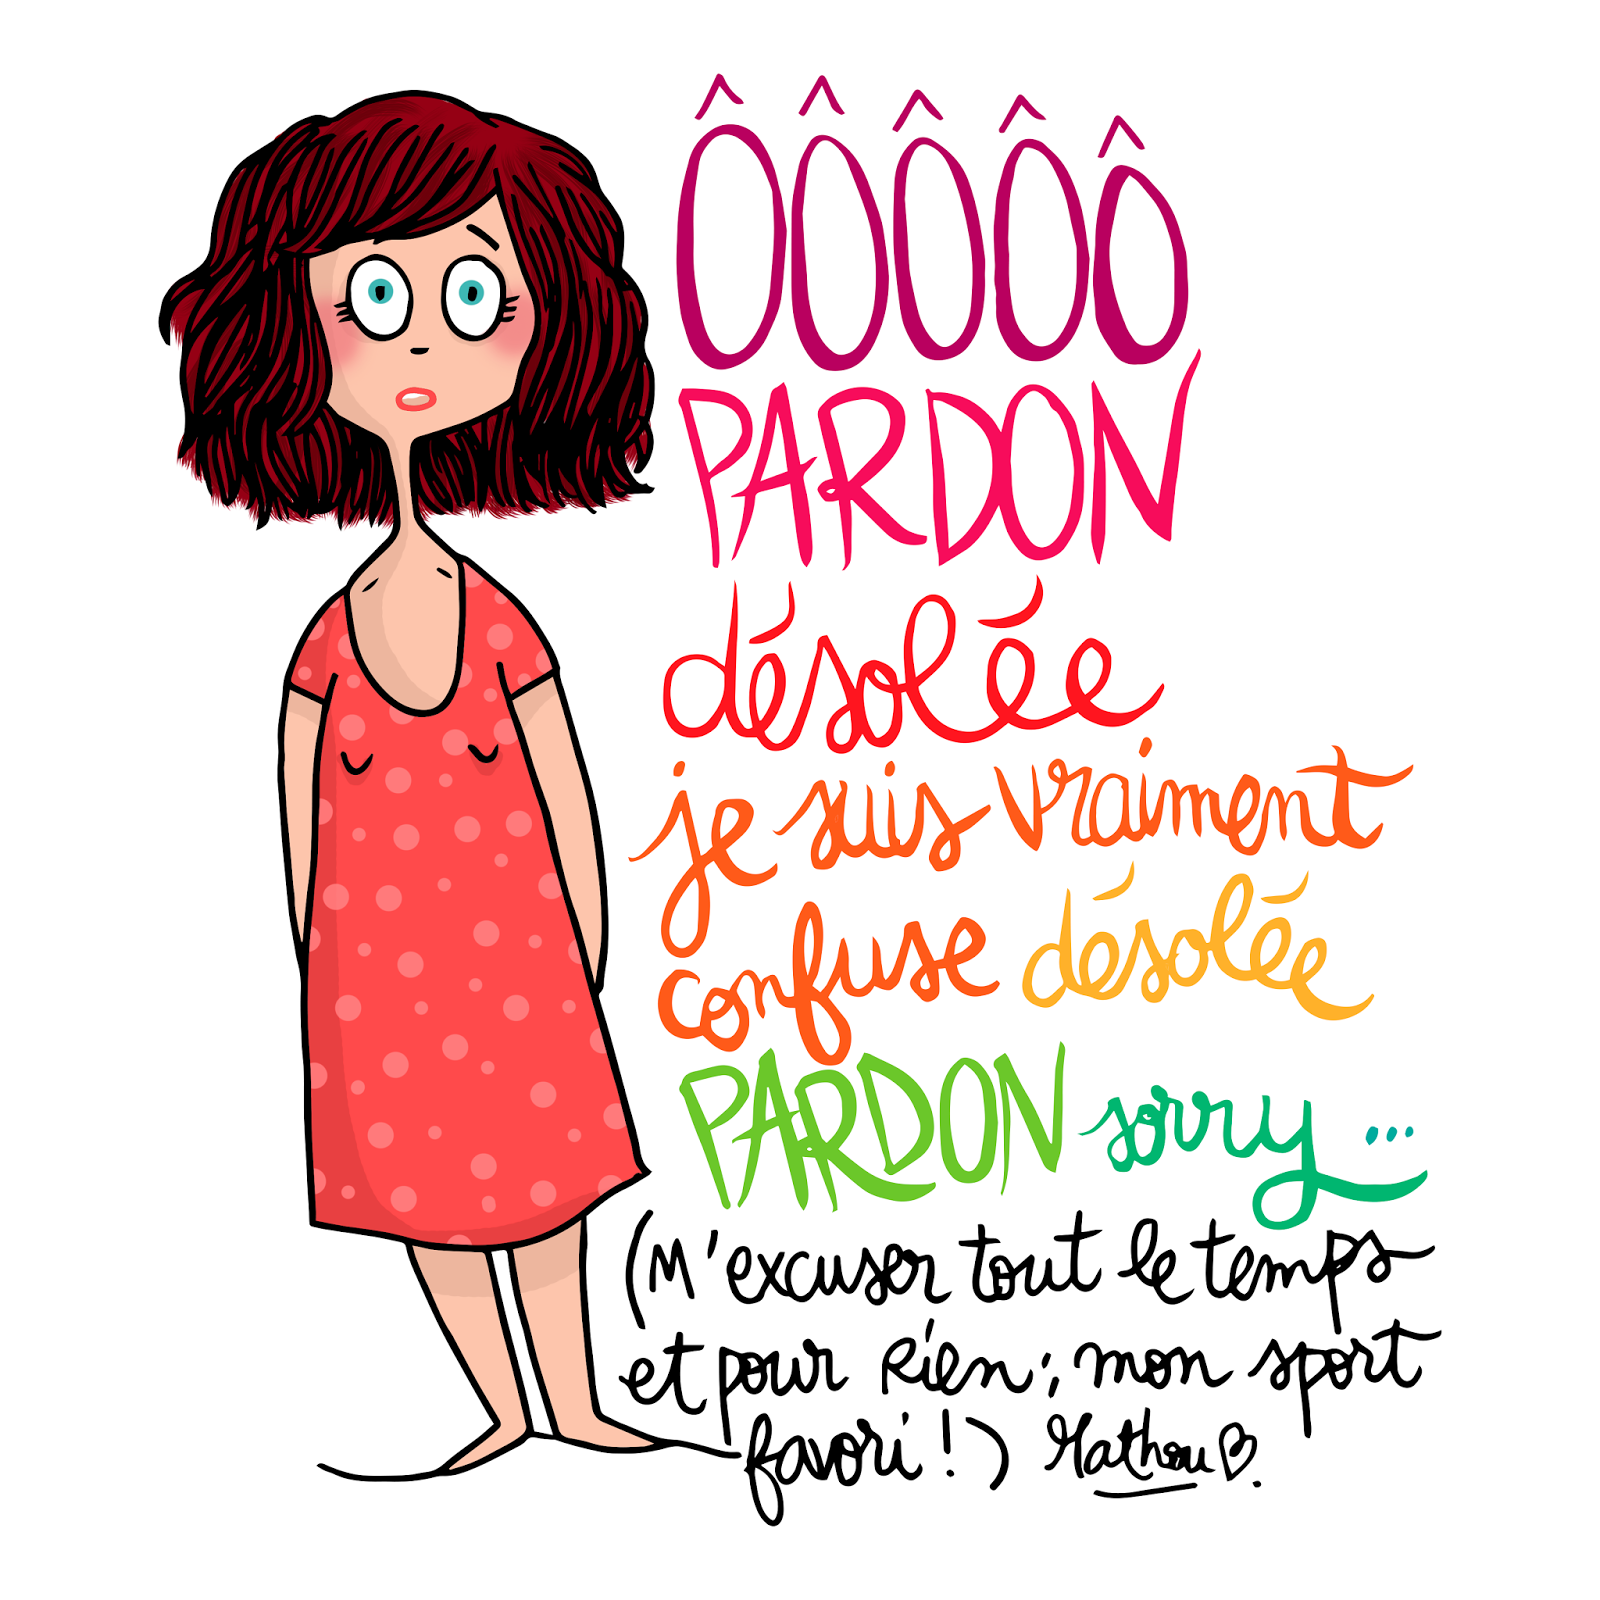 ÔÔÔÔÔ
PARDON
désolée
je suis vraiment
confuse désolée
PARDON sorry...
(M'excuser tout le temps
et pour rien ; mon sport
favori !) Mathou